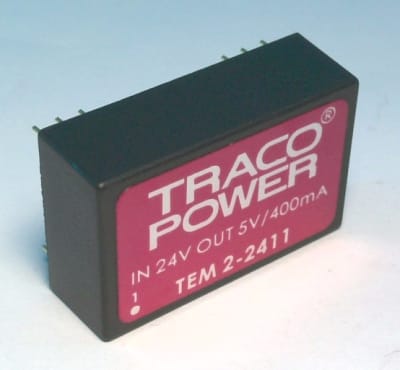 TRACO®
POWER
IN 24V OUT 5V/400mA
TEM 2-2411
1